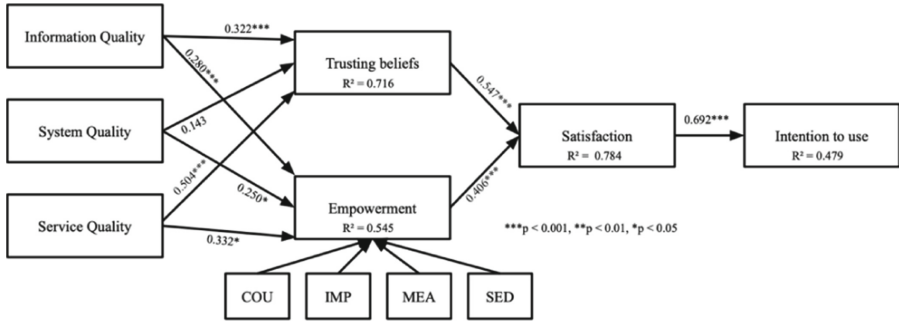 Information Quality
0.322***
Trusting beliefs
R² = 0.716
0.280***
0.547***
System Quality
0.143
Satisfaction
R² = 0.784
0.692***
Intention to use
R² = 0.479
0.504***
0.250*
0.406***
Service Quality
0.332*
Empowerment
R² = 0.545
***p < 0.001, **p < 0.01, *p < 0.05
COU
IMP
MEA
SED